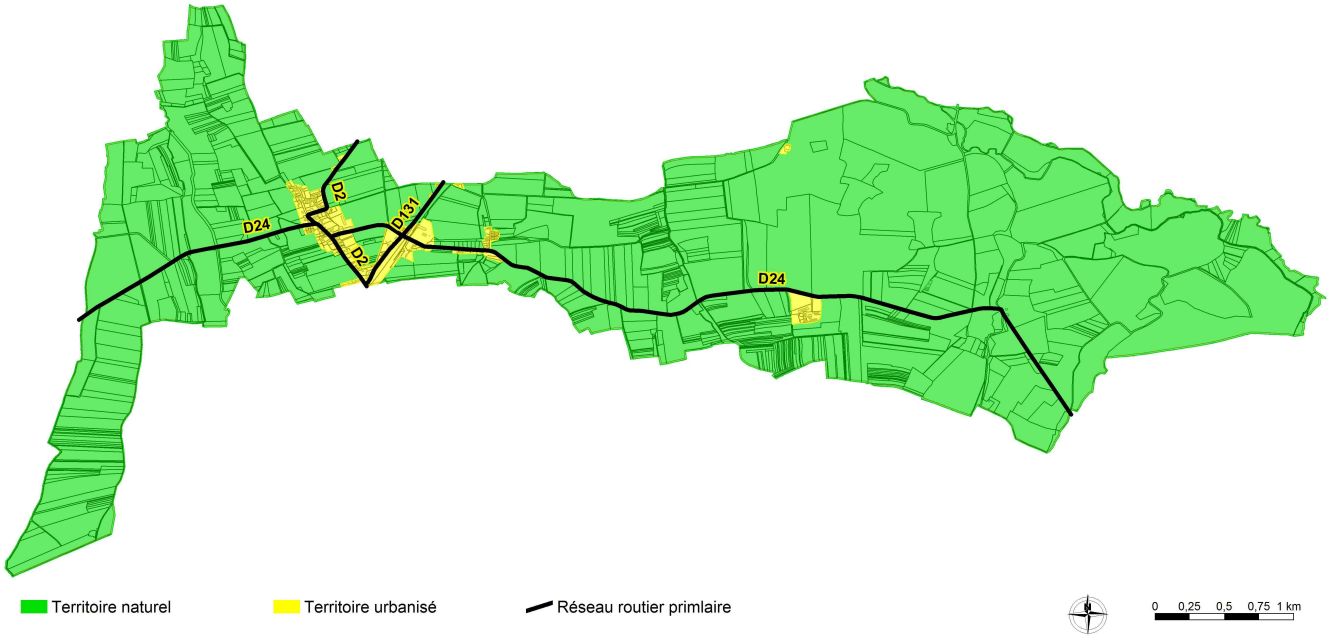 D2
D131
D24
D2
D24
Territoire naturel
Territoire urbanisé
Réseau routier primlaire
N
0 0,25 0,5 0,75 1 km